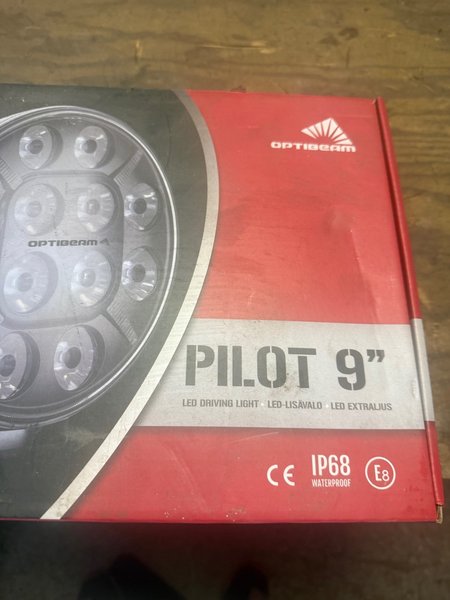 OPTIBEAM
OPTIBEAM
PILOT 9”
LED DRIVING LIGHT • LED-LISÄVALO • LED EXTRALJUS
CE IP68 E8
WATERPROOF